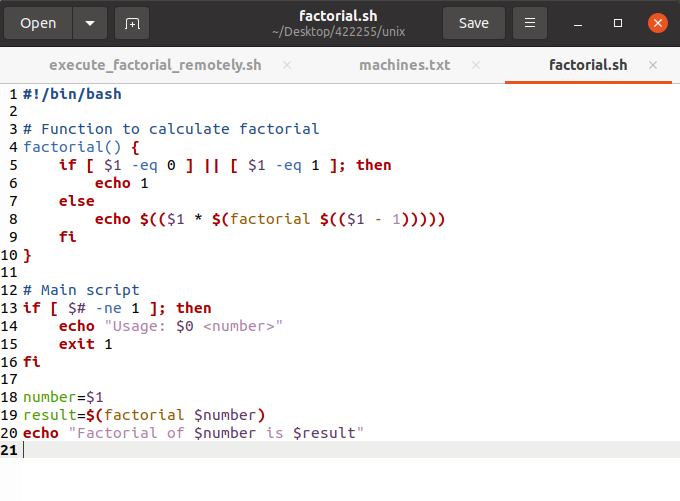 Open
factorial.sh
~/Desktop/422255/unix
Save
execute_factorial_remotely.sh
machines.txt
factorial.sh
1 #!/bin/bash
2
3 # Function to calculate factorial
4 factorial() {
5     if [ $1 -eq 0 ] || [ $1 -eq 1 ]; then
6         echo 1
7     else
8         echo $(($1 * $(factorial $(($1 - 1)))))
9     fi
10 }
11
12 # Main script
13 if [ $# -ne 1 ]; then
14     echo "Usage: $0 <number>"
15     exit 1
16 fi
17
18 number=$1
19 result=$(factorial $number)
20 echo "Factorial of $number is $result"
21